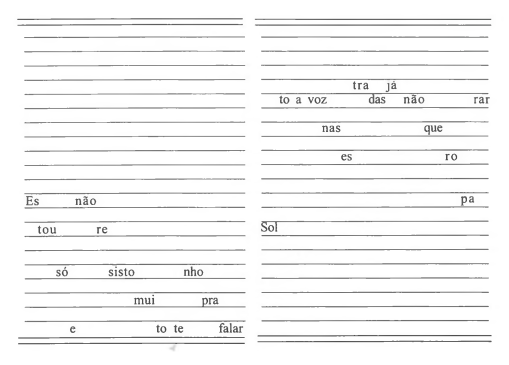 Es não
tou re
só sisto nho
mui pra
e to te falar
tra já
to a voz das não rar
nas que
es ro
pa
Sol